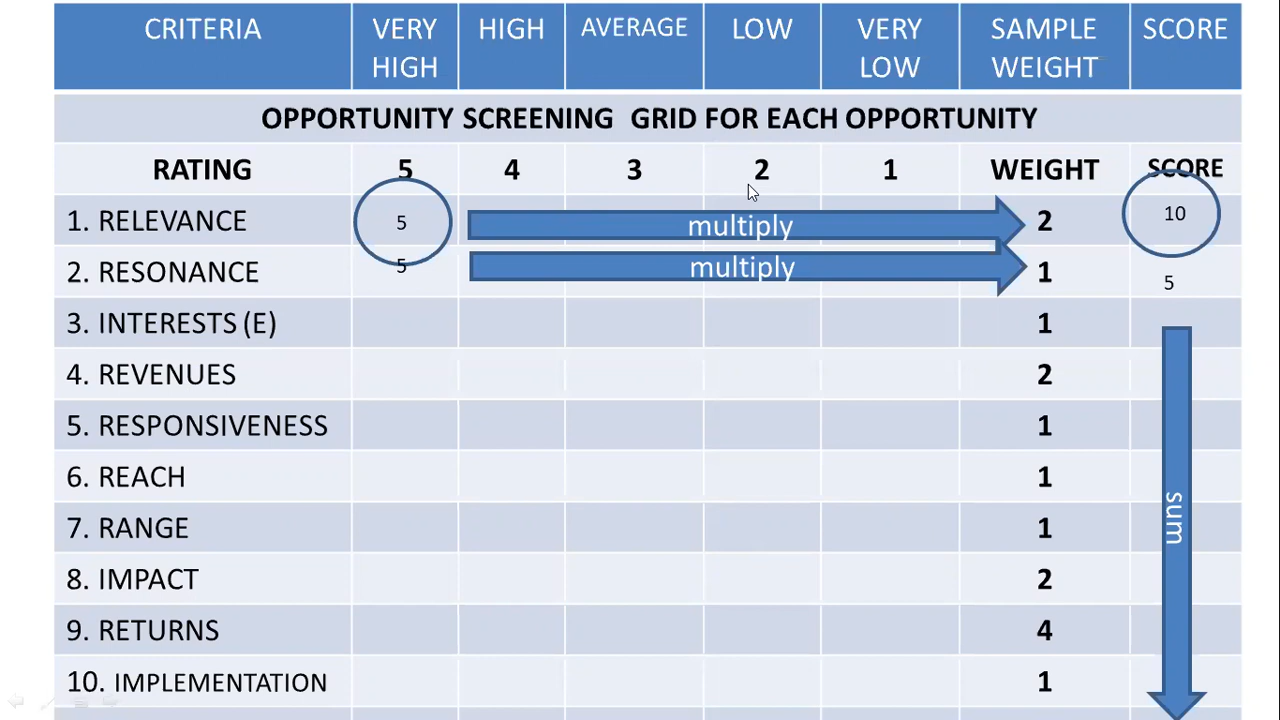 CRITERIA VERY HIGH HIGH AVERAGE LOW VERY LOW SAMPLE WEIGHT SCORE
OPPORTUNITY SCREENING GRID FOR EACH OPPORTUNITY
RATING 5 4 3 2 1 WEIGHT SCORE
1. RELEVANCE 5 multiply 2 10
2. RESONANCE 5 multiply 1 5
3. INTERESTS (E) 1
4. REVENUES 2
5. RESPONSIVENESS 1
6. REACH 1
7. RANGE 1
sum
8. IMPACT 2
9. RETURNS 4
10. IMPLEMENTATION 1